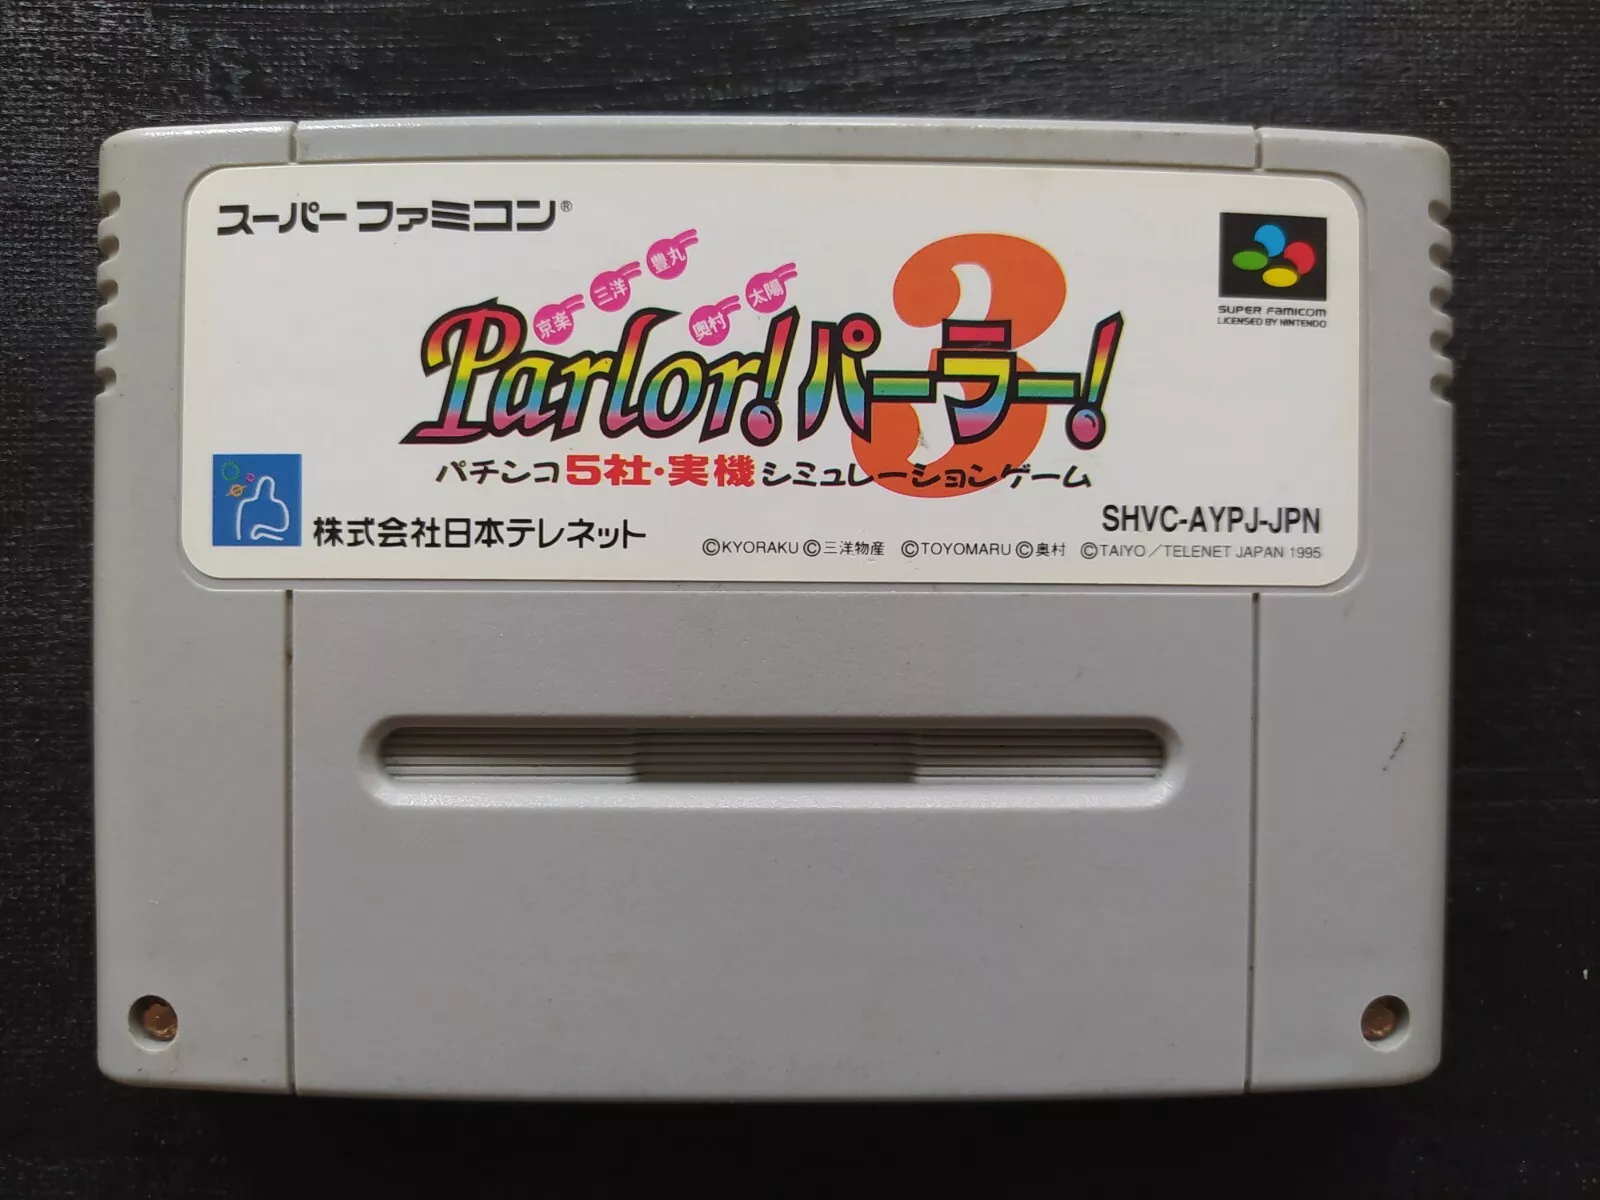 スーパーファミコン®
京楽 三洋 豊丸 奥村 太陽
Parlor! パーラー! 3
パチンコ5社・実機シミュレーションゲーム
SUPER FAMICOM
LICENSED BY NINTENDO
株式会社日本テレネット
SHVC-AYPJ-JPN
©KYORAKU ©三洋物産 ©TOYOMARU ©奥村 ©TAIYO/TELENET JAPAN 1995